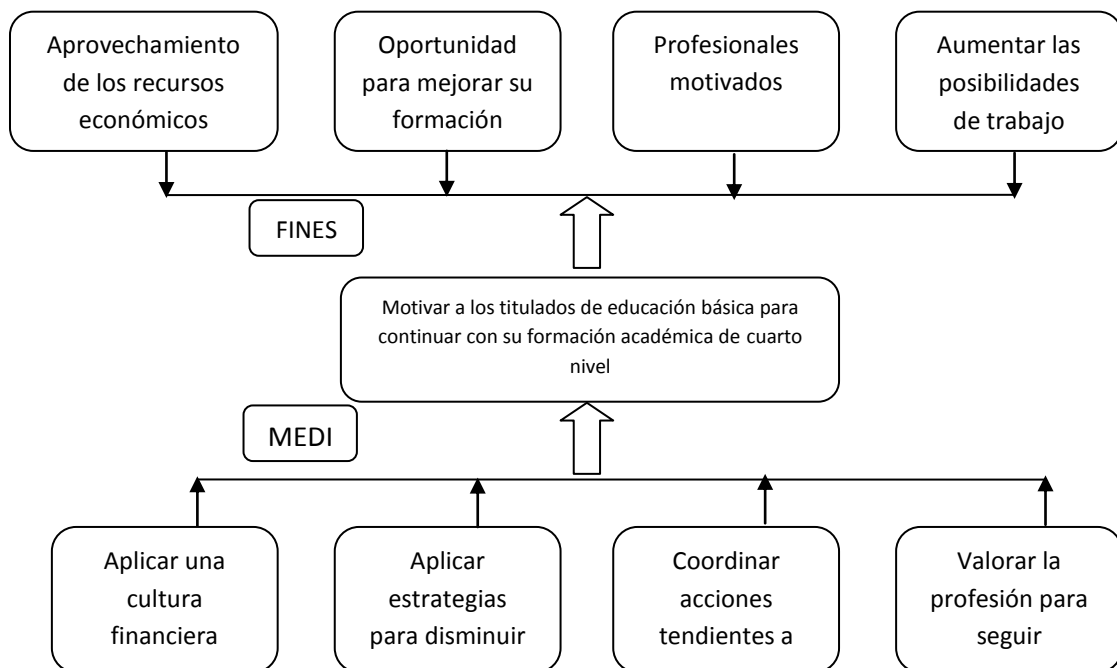 Aprovechamiento
de los recursos
económicos
Oportunidad
para mejorar su
formación
Profesionales
motivados
Aumentar las
posibilidades
de trabajo
FINES
Motivar a los titulados de educación básica para
continuar con su formación académica de cuarto
nivel
MEDI
Aplicar una
cultura
financiera
Aplicar
estrategias
para disminuir
Coordinar
acciones
tendientes a
Valorar la
profesión para
seguir